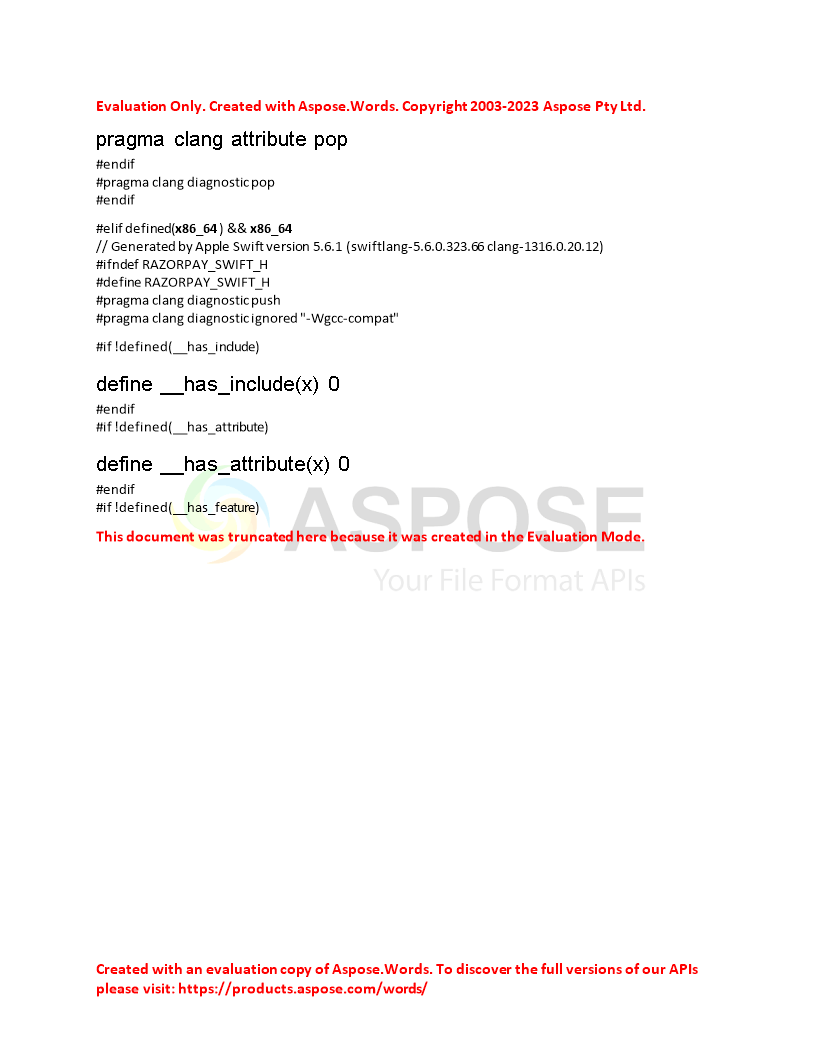 Evaluation Only. Created with Aspose.Words. Copyright 2003-2023 Aspose Pty Ltd.
pragma clang attribute pop
#endif
#pragma clang diagnostic pop
#endif
#elif defined(x86_64) && x86_64
// Generated by Apple Swift version 5.6.1 (swiftlang-5.6.0.323.66 clang-1316.0.20.12)
#ifndef RAZORPAY_SWIFT_H
#define RAZORPAY_SWIFT_H
#pragma clang diagnostic push
#pragma clang diagnostic ignored "-Wgcc-compat"
#if !defined(__has_include)
define __has_include(x) 0
#endif
#if !defined(__has_attribute)
define __has_attribute(x) 0
#endif
#if !defined(__has_feature)
ASPOSE
This document was truncated here because it was created in the Evaluation Mode.
Your File Format APIs
Created with an evaluation copy of Aspose.Words. To discover the full versions of our APIs
please visit: https://products.aspose.com/words/